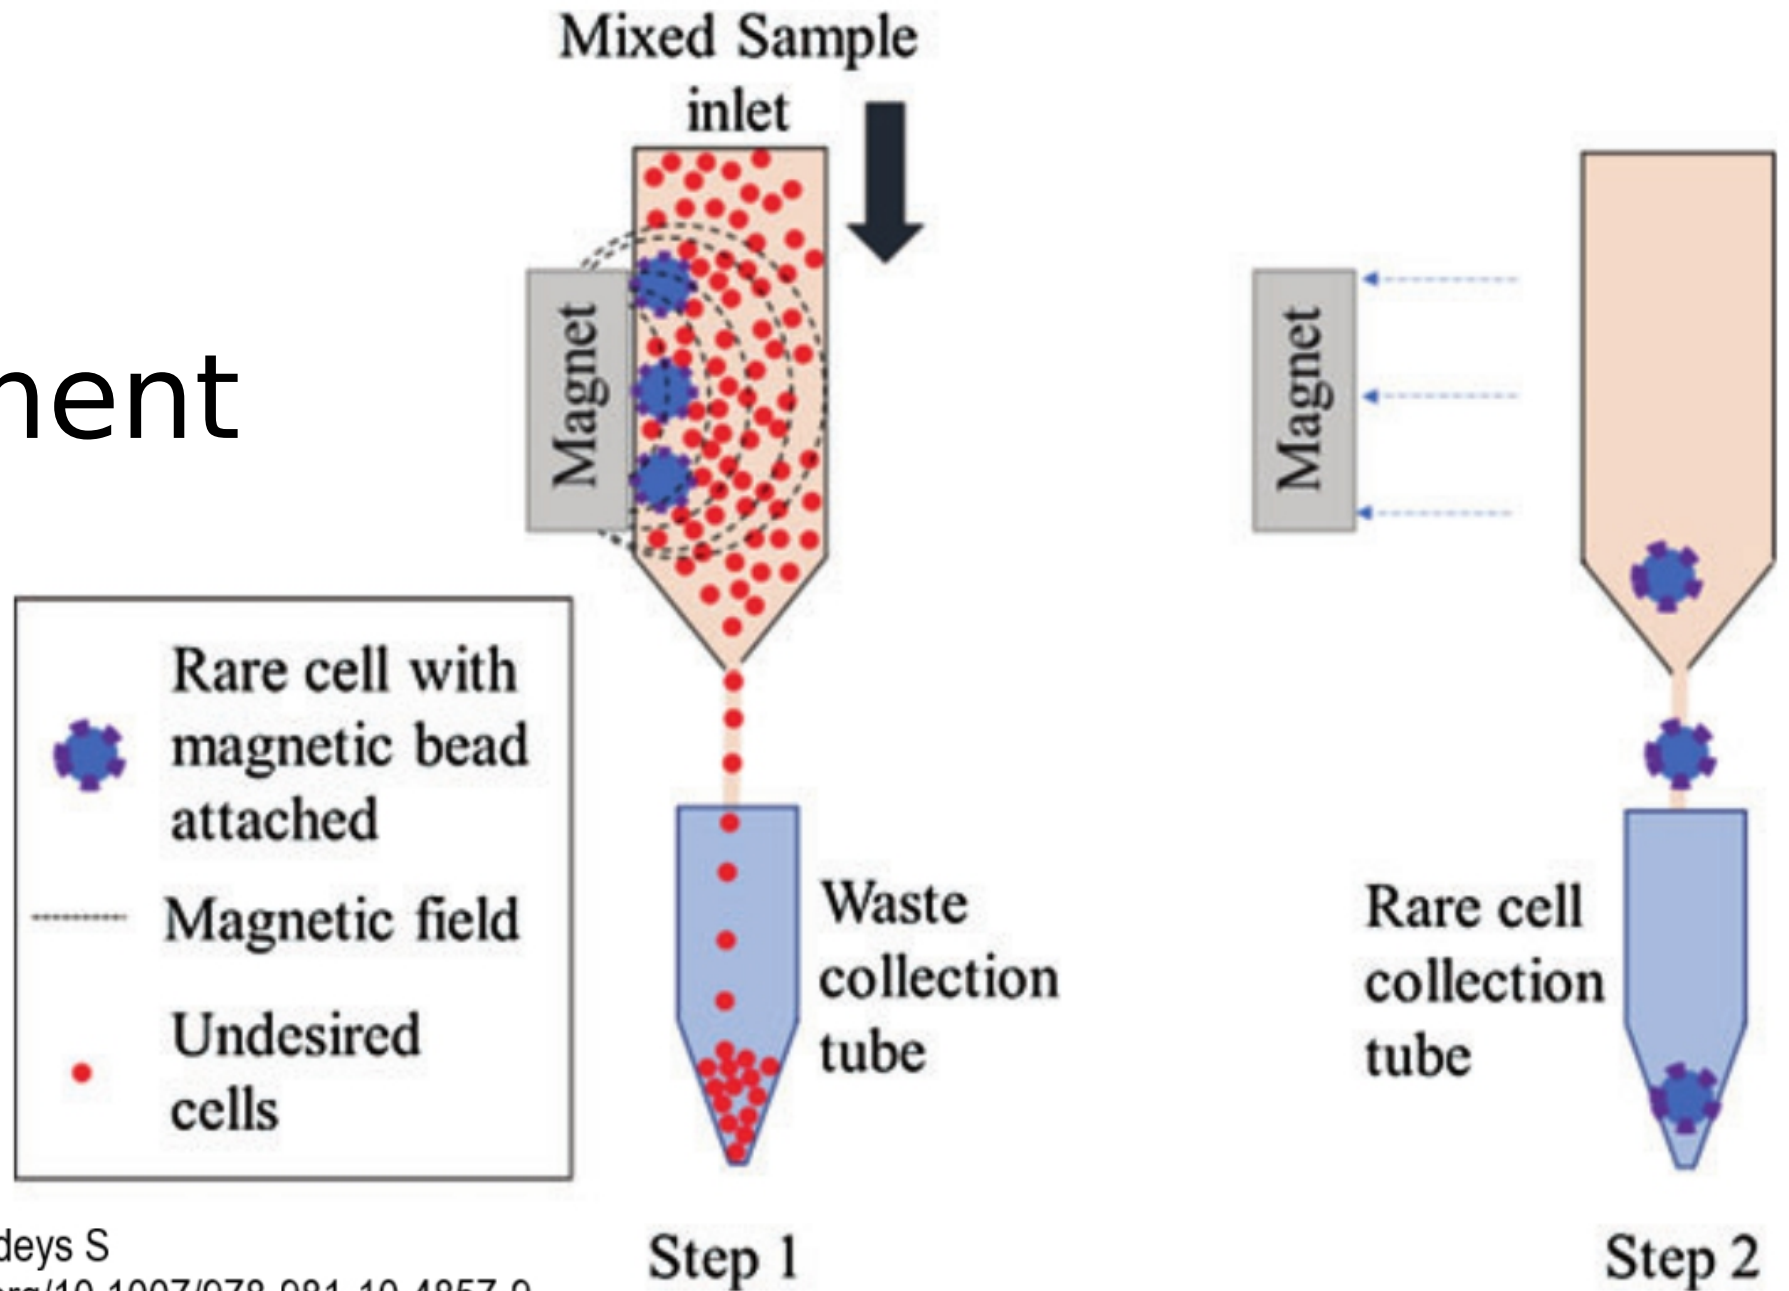 Mixed Sample
inlet
Magnet
Magnet
nent
Rare cell with
magnetic bead
attached
Magnetic field
Undesired
cells
Waste
collection
tube
Rare cell
collection
tube
deys S
Step 1
Step 2